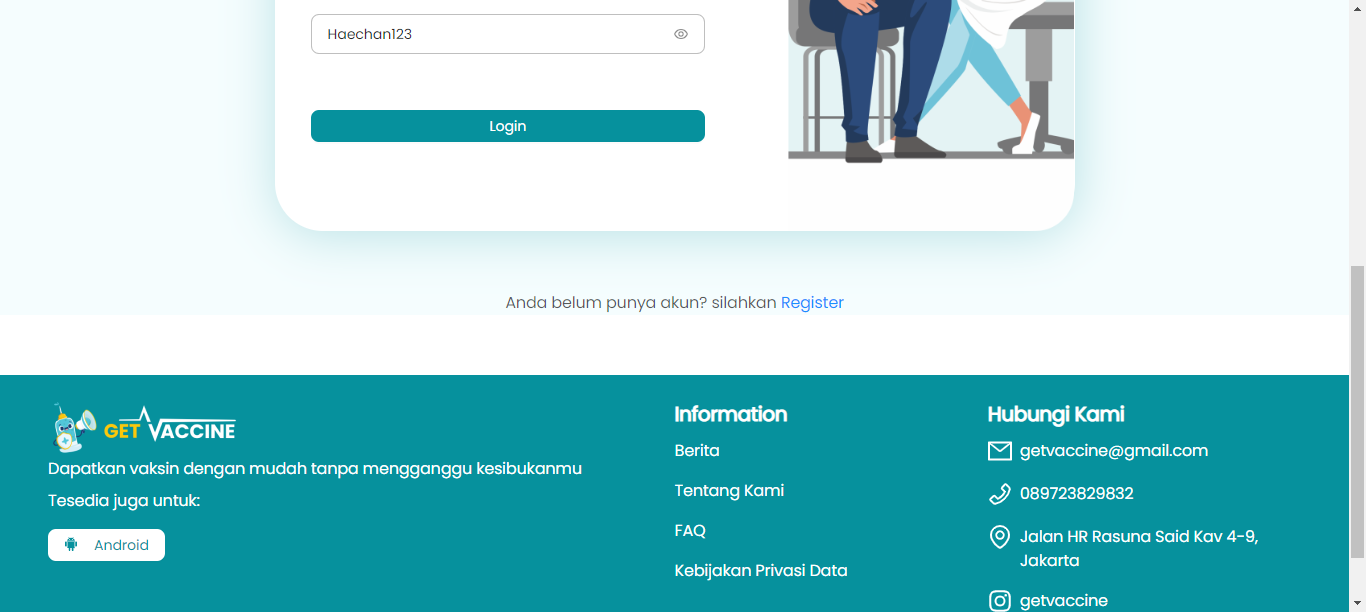 Haechan123
Login
Anda belum punya akun? silahkan Register
GET VACCINE
Dapatkan vaksin dengan mudah tanpa mengganggu kesibukanmu
Tesedia juga untuk:
Android
Information
Berita
Tentang Kami
FAQ
Kebijakan Privasi Data
Hubungi Kami
getvaccine@gmail.com
089723829832
Jalan HR Rasuna Said Kav 4-9,
Jakarta
getvaccine